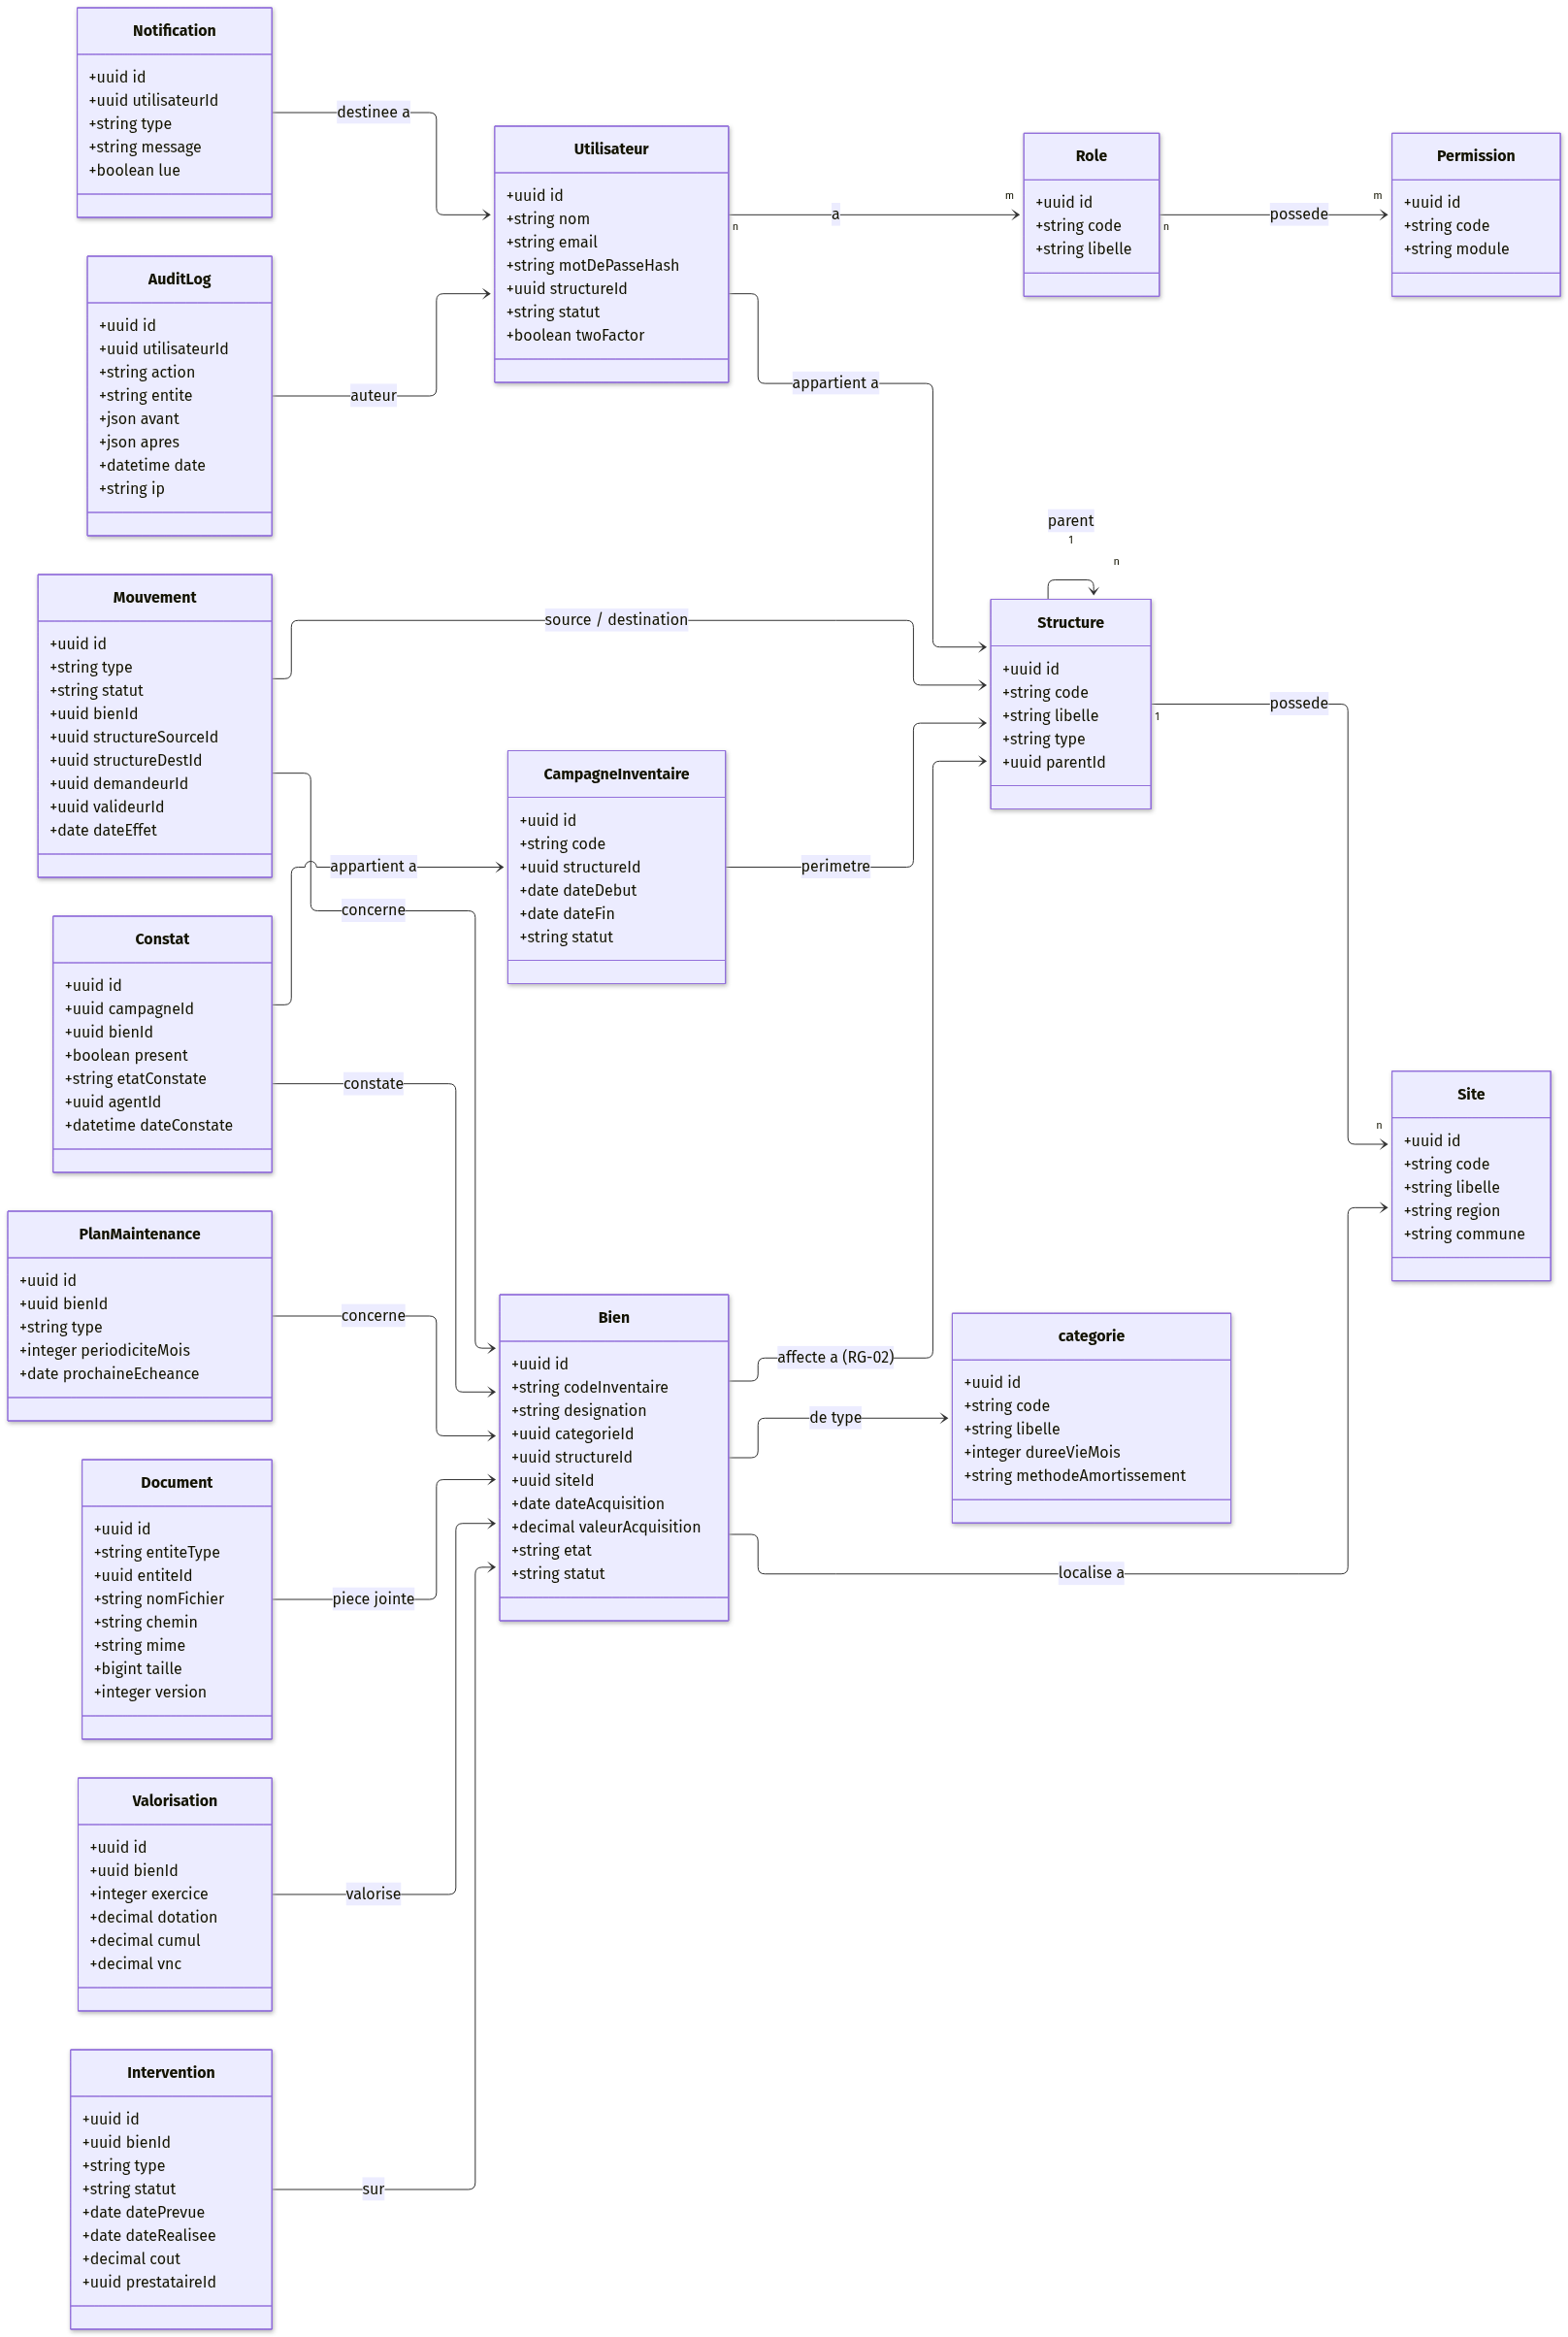 Notification
+uuid id
+uuid utilisateurId
+string type
+string message
+boolean lue
destinee a
Utilisateur
+uuid id
+string nom
+string email
+string motDePasseHash
+uuid structureId
+string statut
+boolean twoFactor
n
a
m
Role
+uuid id
+string code
+string libelle
n
possede
m
Permission
+uuid id
+string code
+string module
AuditLog
+uuid id
+uuid utilisateurId
+string action
+string entite
+json avant
+json apres
+datetime date
+string ip
auteur
appartient a
parent
1
n
Mouvement
+uuid id
+string type
+string statut
+uuid bienId
+uuid structureSourceId
+uuid structureDestId
+uuid demandeurId
+uuid valideurId
+date dateEffet
source / destination
Structure
+uuid id
+string code
+string libelle
+string type
+uuid parentId
1
possede
n
CampagneInventaire
+uuid id
+string code
+uuid structureId
+date dateDebut
+date dateFin
+string statut
appartient a
perimetre
concerne
Constat
+uuid id
+uuid campagneId
+uuid bienId
+boolean present
+string etatConstate
+uuid agentId
+datetime dateConstate
constate
Site
+uuid id
+string code
+string libelle
+string region
+string commune
PlanMaintenance
+uuid id
+uuid bienId
+string type
+integer periodiciteMois
+date prochaineEcheance
concerne
Bien
+uuid id
+string codeInventaire
+string designation
+uuid categorieId
+uuid structureId
+uuid siteId
+date dateAcquisition
+decimal valeurAcquisition
+string etat
+string statut
affecte a (RG-02)
de type
localise a
categorie
+uuid id
+string code
+string libelle
+integer dureeVieMois
+string methodeAmortissement
Document
+uuid id
+string entiteType
+uuid entiteId
+string nomFichier
+string chemin
+string mime
+bigint taille
+integer version
piece jointe
Valorisation
+uuid id
+uuid bienId
+integer exercice
+decimal dotation
+decimal cumul
+decimal vnc
valorise
Intervention
+uuid id
+uuid bienId
+string type
+string statut
+date datePrevue
+date dateRealisee
+decimal cout
+uuid prestataireId
sur